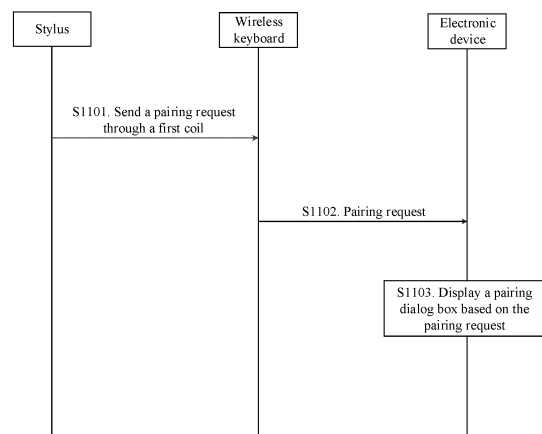 Stylus
Wireless
keyboard
Electronic
device
S1101. Send a pairing request
through a first coil
S1102. Pairing request
S1103. Display a pairing
dialog box based on the
pairing request